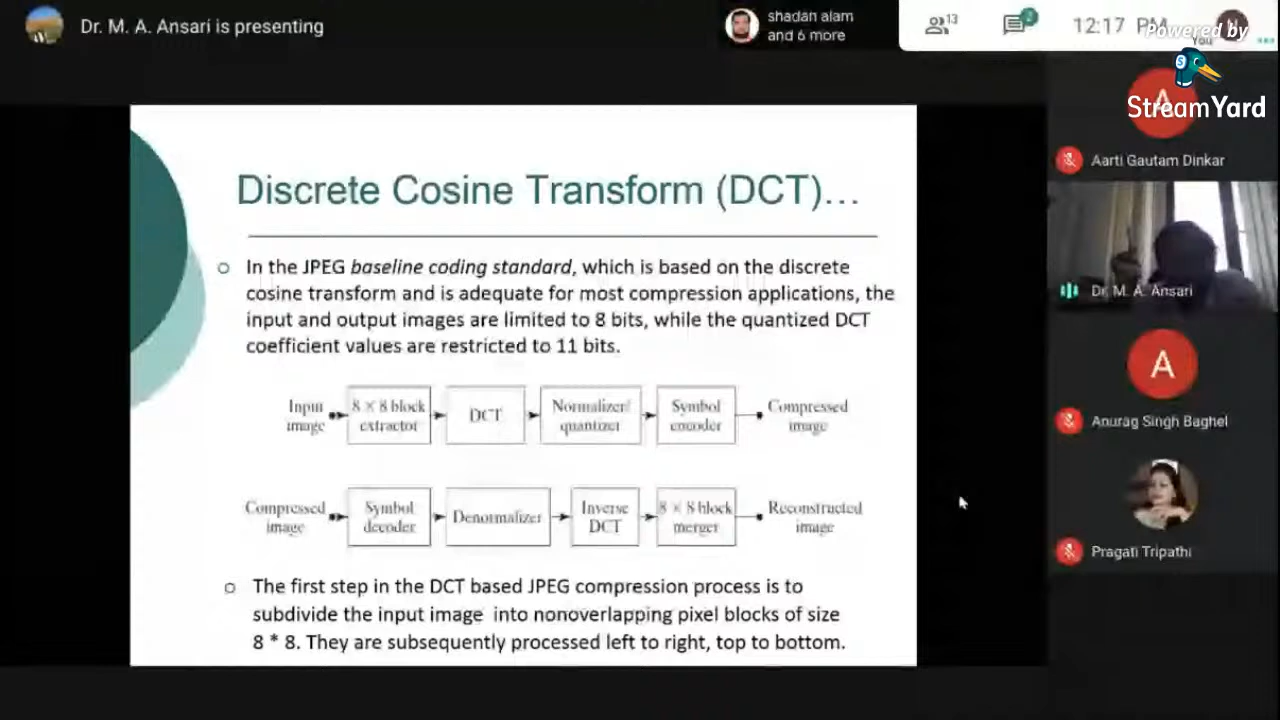 Dr. M. A. Ansari is presenting
shadan alam
and 6 more
13
2
12:17 PM
You
Powered by
StreamYard
A
Aarti Gautam Dinkar
Dr. M. A. Ansari
A
Anurag Singh Baghel
Pragati Tripathi
Discrete Cosine Transform (DCT)...
In the JPEG baseline coding standard, which is based on the discrete
cosine transform and is adequate for most compression applications, the
input and output images are limited to 8 bits, while the quantized DCT
coefficient values are restricted to 11 bits.
Input
image
8 × 8 block
extractor
DCT
Normalizer/
quantizer
Symbol
encoder
Compressed
image
Compressed
image
Symbol
decoder
Denormalizer
Inverse
DCT
8 × 8 block
merger
Reconstructed
image
The first step in the DCT based JPEG compression process is to
subdivide the input image into nonoverlapping pixel blocks of size
8 * 8. They are subsequently processed left to right, top to bottom.